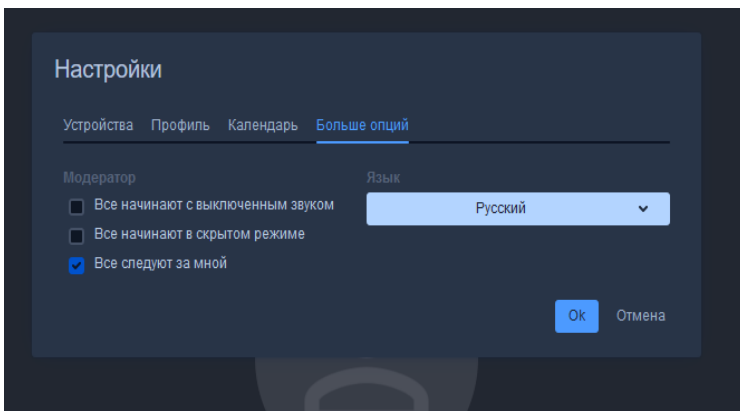 Настройки
Устройства Профиль Календарь Больше опций
Модератор
Все начинают с выключенным звуком
Все начинают в скрытом режиме
Все следуют за мной
Язык
Русский
Ok Отмена